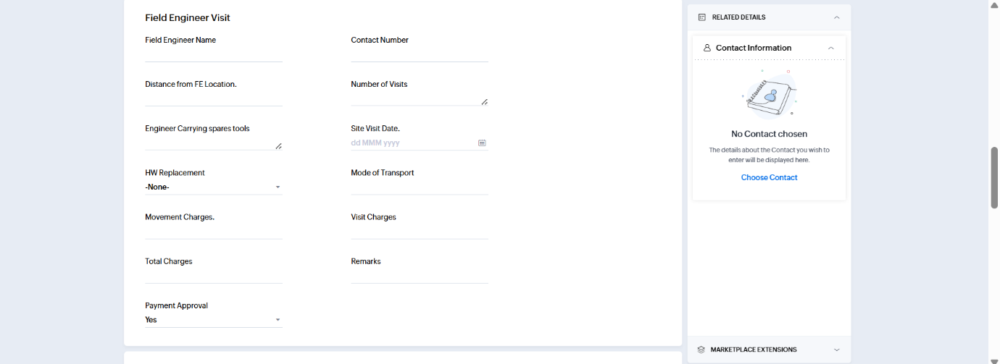 Field Engineer Visit
Field Engineer Name
Contact Number
Distance from FE Location.
Number of Visits
Engineer Carrying spares tools
Site Visit Date.
dd MMM yyyy
HW Replacement
-None-
Mode of Transport
Movement Charges.
Visit Charges
Total Charges
Remarks
Payment Approval
Yes
RELATED DETAILS
Contact Information
No Contact chosen
The details about the Contact you wish to
enter will be displayed here.
Choose Contact
MARKETPLACE EXTENSIONS